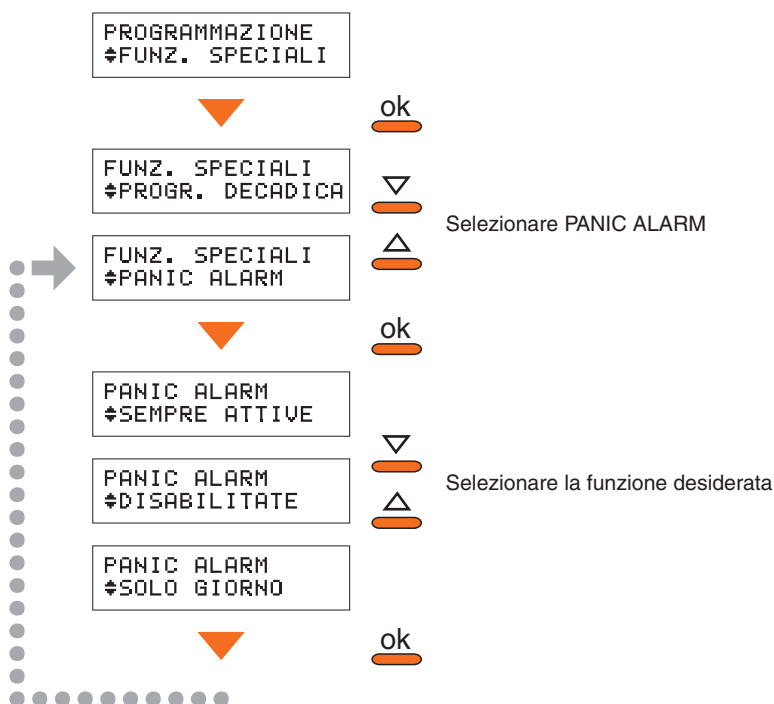 PROGRAMMAZIONE
FUNZ. SPECIALI
ok
FUNZ. SPECIALI
PROGR. DECADICA
Selezionare PANIC ALARM
FUNZ. SPECIALI
PANIC ALARM
ok
PANIC ALARM
SEMPRE ATTIVE
PANIC ALARM
DISABILITATE
Selezionare la funzione desiderata
PANIC ALARM
SOLO GIORNO
ok